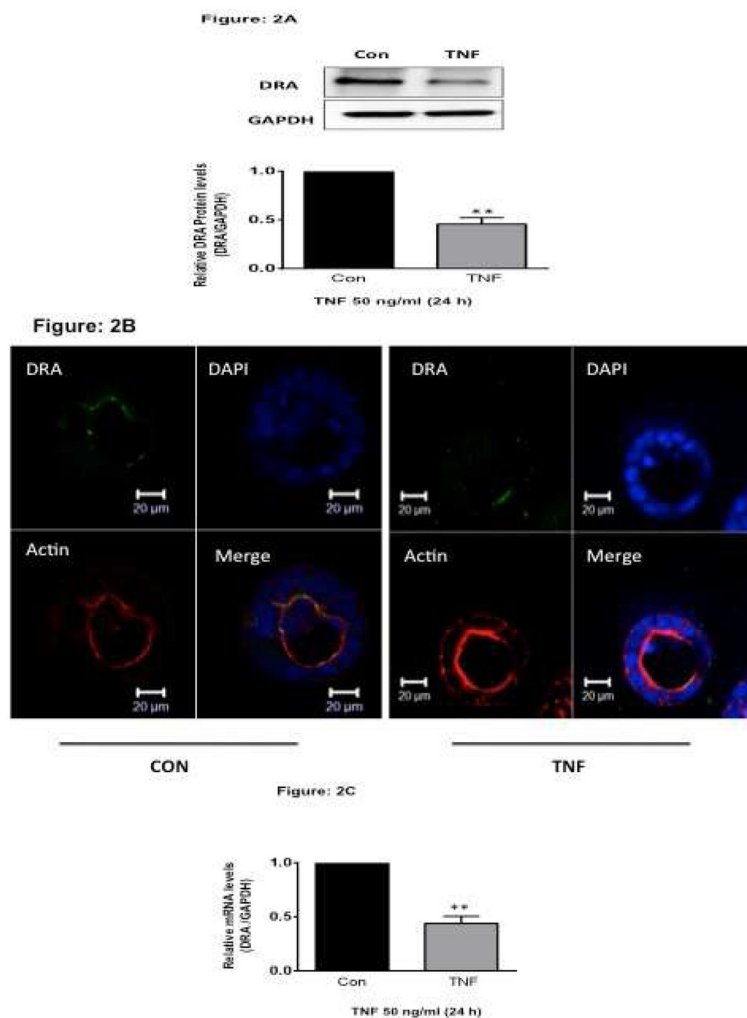 Figure: 2A
Con TNF
DRA
GAPDH
Relative DRA Protein levels
(DRA/GAPDH)
1.0
**
0.5
0.0
Con TNF
TNF 50 ng/ml (24 h)
Figure: 2B
DRA DAPI DRA DAPI
20 µm 20 µm 20 µm 20 µm
Actin Merge Actin Merge
20 µm 20 µm 20 µm 20 µm
CON TNF
Figure: 2C
Relative mRNA levels
(DRA/GAPDH)
1.0
**
0.5
0.0
Con TNF
TNF 50 ng/ml (24 h)